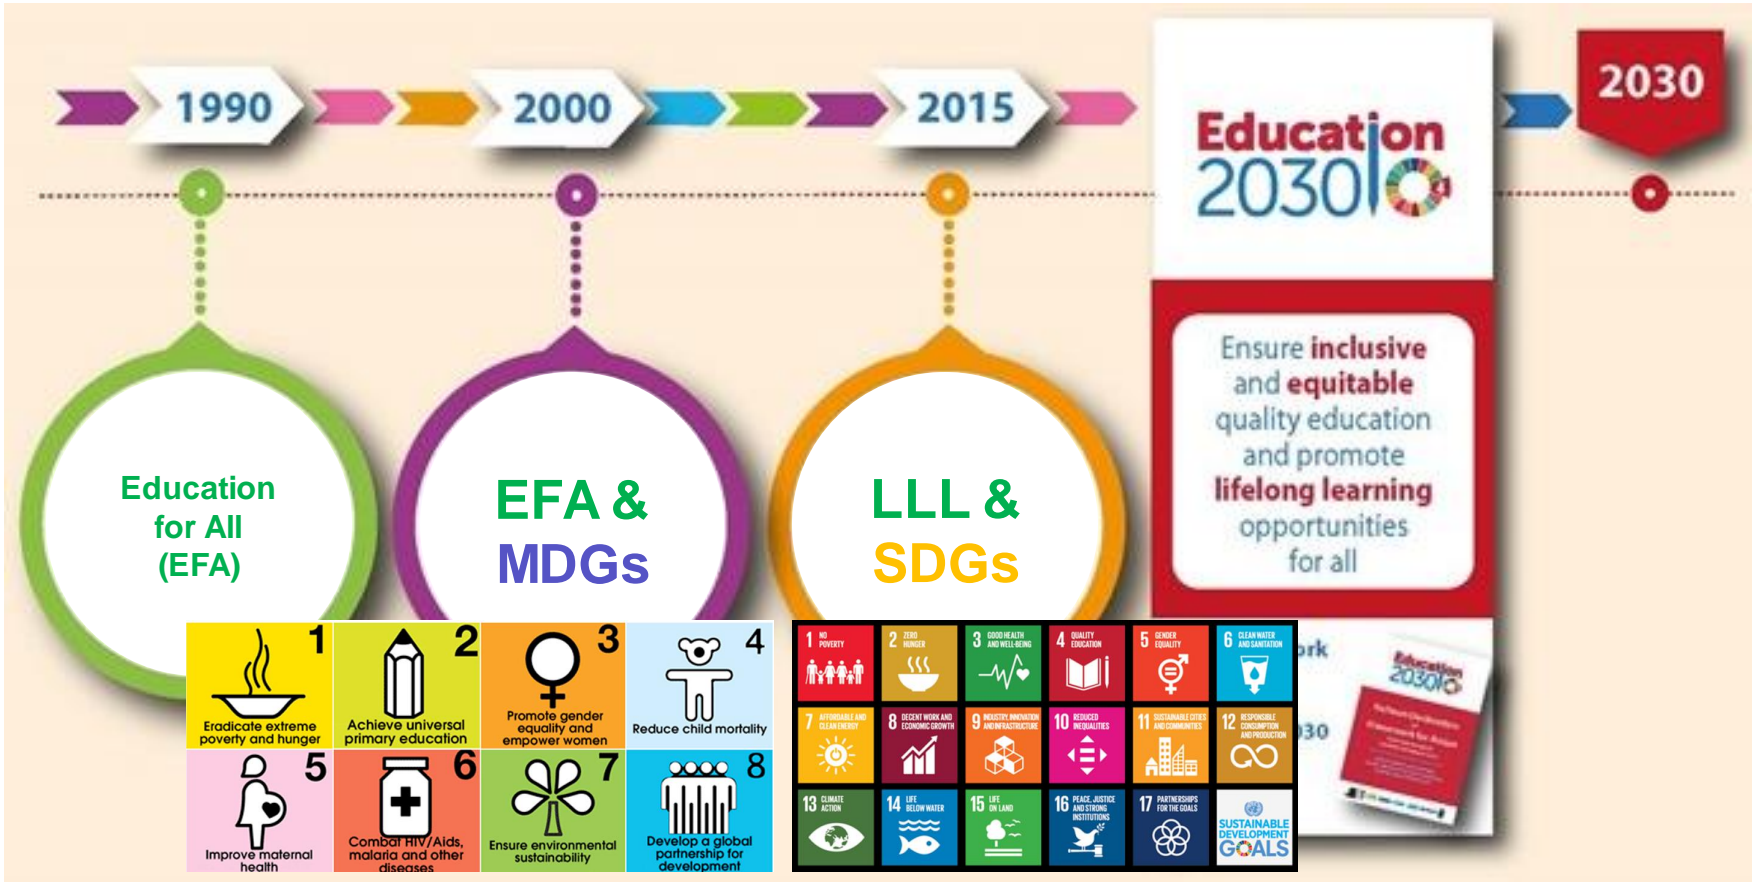 1990
2000
2015
2030
Education
2030
Ensure inclusive
and equitable
quality education
and promote
lifelong learning
opportunities
for all
Education
for All
(EFA)
EFA &
MDGs
LLL &
SDGs
1
Eradicate extreme
poverty and hunger
2
Achieve universal
primary education
3
Promote gender
equality and
empower women
4
Reduce child mortality
5
Improve maternal
health
6
Combat HIV/Aids,
malaria and other
diseases
7
Ensure environmental
sustainability
8
Develop a global
partnership for
development
1 NO
POVERTY
2 ZERO
HUNGER
3 GOOD HEALTH
AND WELL-BEING
4 QUALITY
EDUCATION
5 GENDER
EQUALITY
6 CLEAN WATER
AND SANITATION
7 AFFORDABLE AND
CLEAN ENERGY
8 DECENT WORK AND
ECONOMIC GROWTH
9 INDUSTRY, INNOVATION
AND INFRASTRUCTURE
10 REDUCED
INEQUALITIES
11 SUSTAINABLE CITIES
AND COMMUNITIES
12 RESPONSIBLE
CONSUMPTION
AND PRODUCTION
13 CLIMATE
ACTION
14 LIFE
BELOW WATER
15 LIFE
ON LAND
16 PEACE, JUSTICE
AND STRONG
INSTITUTIONS
17 PARTNERSHIPS
FOR THE GOALS
SUSTAINABLE
DEVELOPMENT
GOALS
ork
030
Education
2030